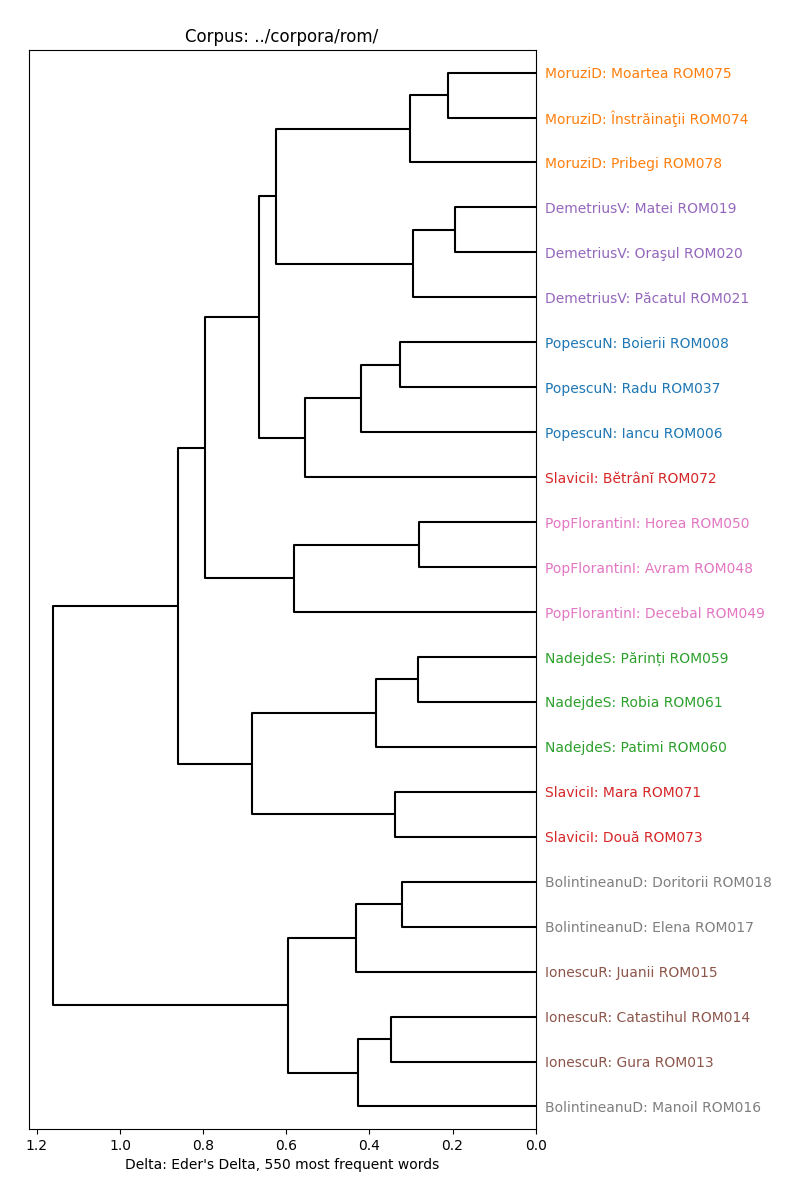 Corpus: ../corpora/rom/
MoruziD: Moartea ROM075
MoruziD: Înstrăinaţii ROM074
MoruziD: Pribegi ROM078
DemetriusV: Matei ROM019
DemetriusV: Oraşul ROM020
DemetriusV: Păcatul ROM021
PopescuN: Boierii ROM008
PopescuN: Radu ROM037
PopescuN: Iancu ROM006
SlaviciI: Bĕtrânĭ ROM072
PopFlorantinI: Horea ROM050
PopFlorantinI: Avram ROM048
PopFlorantinI: Decebal ROM049
NadejdeS: Părinți ROM059
NadejdeS: Robia ROM061
NadejdeS: Patimi ROM060
SlaviciI: Mara ROM071
SlaviciI: Două ROM073
BolintineanuD: Doritorii ROM018
BolintineanuD: Elena ROM017
IonescuR: Juanii ROM015
IonescuR: Catastihul ROM014
IonescuR: Gura ROM013
BolintineanuD: Manoil ROM016
1.2 1.0 0.8 0.6 0.4 0.2 0.0
Delta: Eder's Delta, 550 most frequent words